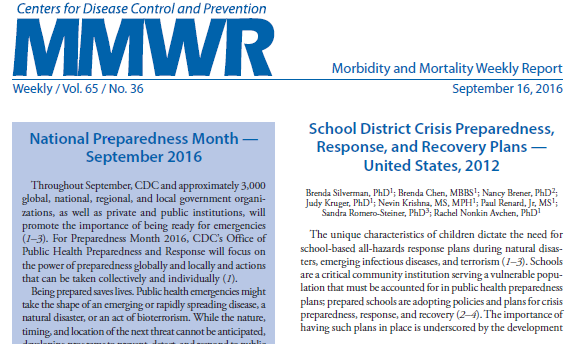 Centers for Disease Control and Prevention
MMWR
Morbidity and Mortality Weekly Report
Weekly / Vol. 65 / No. 36
September 16, 2016
National Preparedness Month —
September 2016
Throughout September, CDC and approximately 3,000
global, national, regional, and local government organi-
zations, as well as private and public institutions, will
promote the importance of being ready for emergencies
(1–3). For Preparedness Month 2016, CDC's Office of
Public Health Preparedness and Response will focus on
the power of preparedness globally and locally and actions
that can be taken collectively and individually (1).
Being prepared saves lives. Public health emergencies might
take the shape of an emerging or rapidly spreading disease, a
natural disaster, or an act of bioterrorism. While the nature,
timing, and location of the next threat cannot be anticipated,
School District Crisis Preparedness,
Response, and Recovery Plans —
United States, 2012
Brenda Silverman, PhD1; Brenda Chen, MBBS1; Nancy Brener, PhD2;
Judy Kruger, PhD1; Nevin Krishna, MS, MPH1; Paul Renard, Jr, MS1;
Sandra Romero-Steiner, PhD3; Rachel Nonkin Avchen, PhD1
The unique characteristics of children dictate the need for
school-based all-hazards response plans during natural disas-
ters, emerging infectious diseases, and terrorism (1–3). Schools
are a critical community institution serving a vulnerable popu-
lation that must be accounted for in public health preparedness
plans; prepared schools are adopting policies and plans for crisis
preparedness, response, and recovery (2–4). The importance of
having such plans in place is underscored by the development